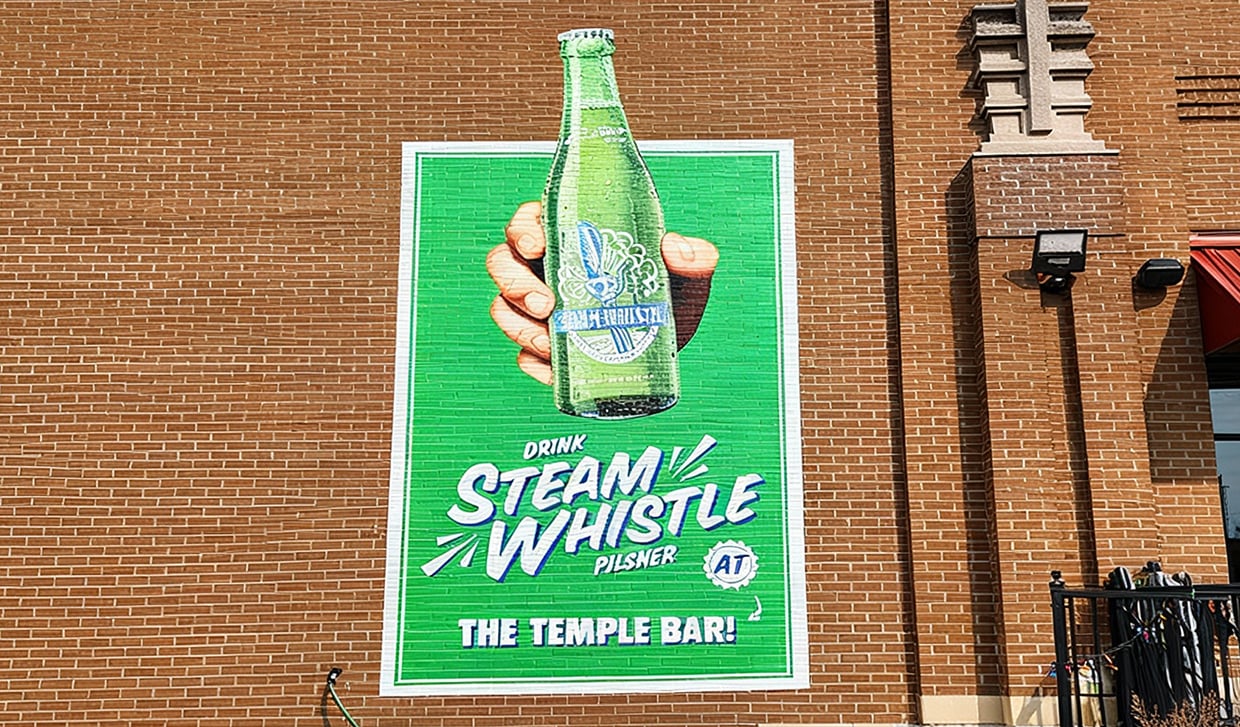 DRINK
STEAM
WHISTLE
PILSNER
AT
THE TEMPLE BAR!